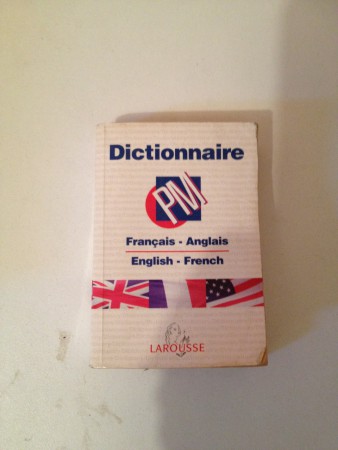 Dictionnaire
PM
Français - Anglais
English - French
LAROUSSE